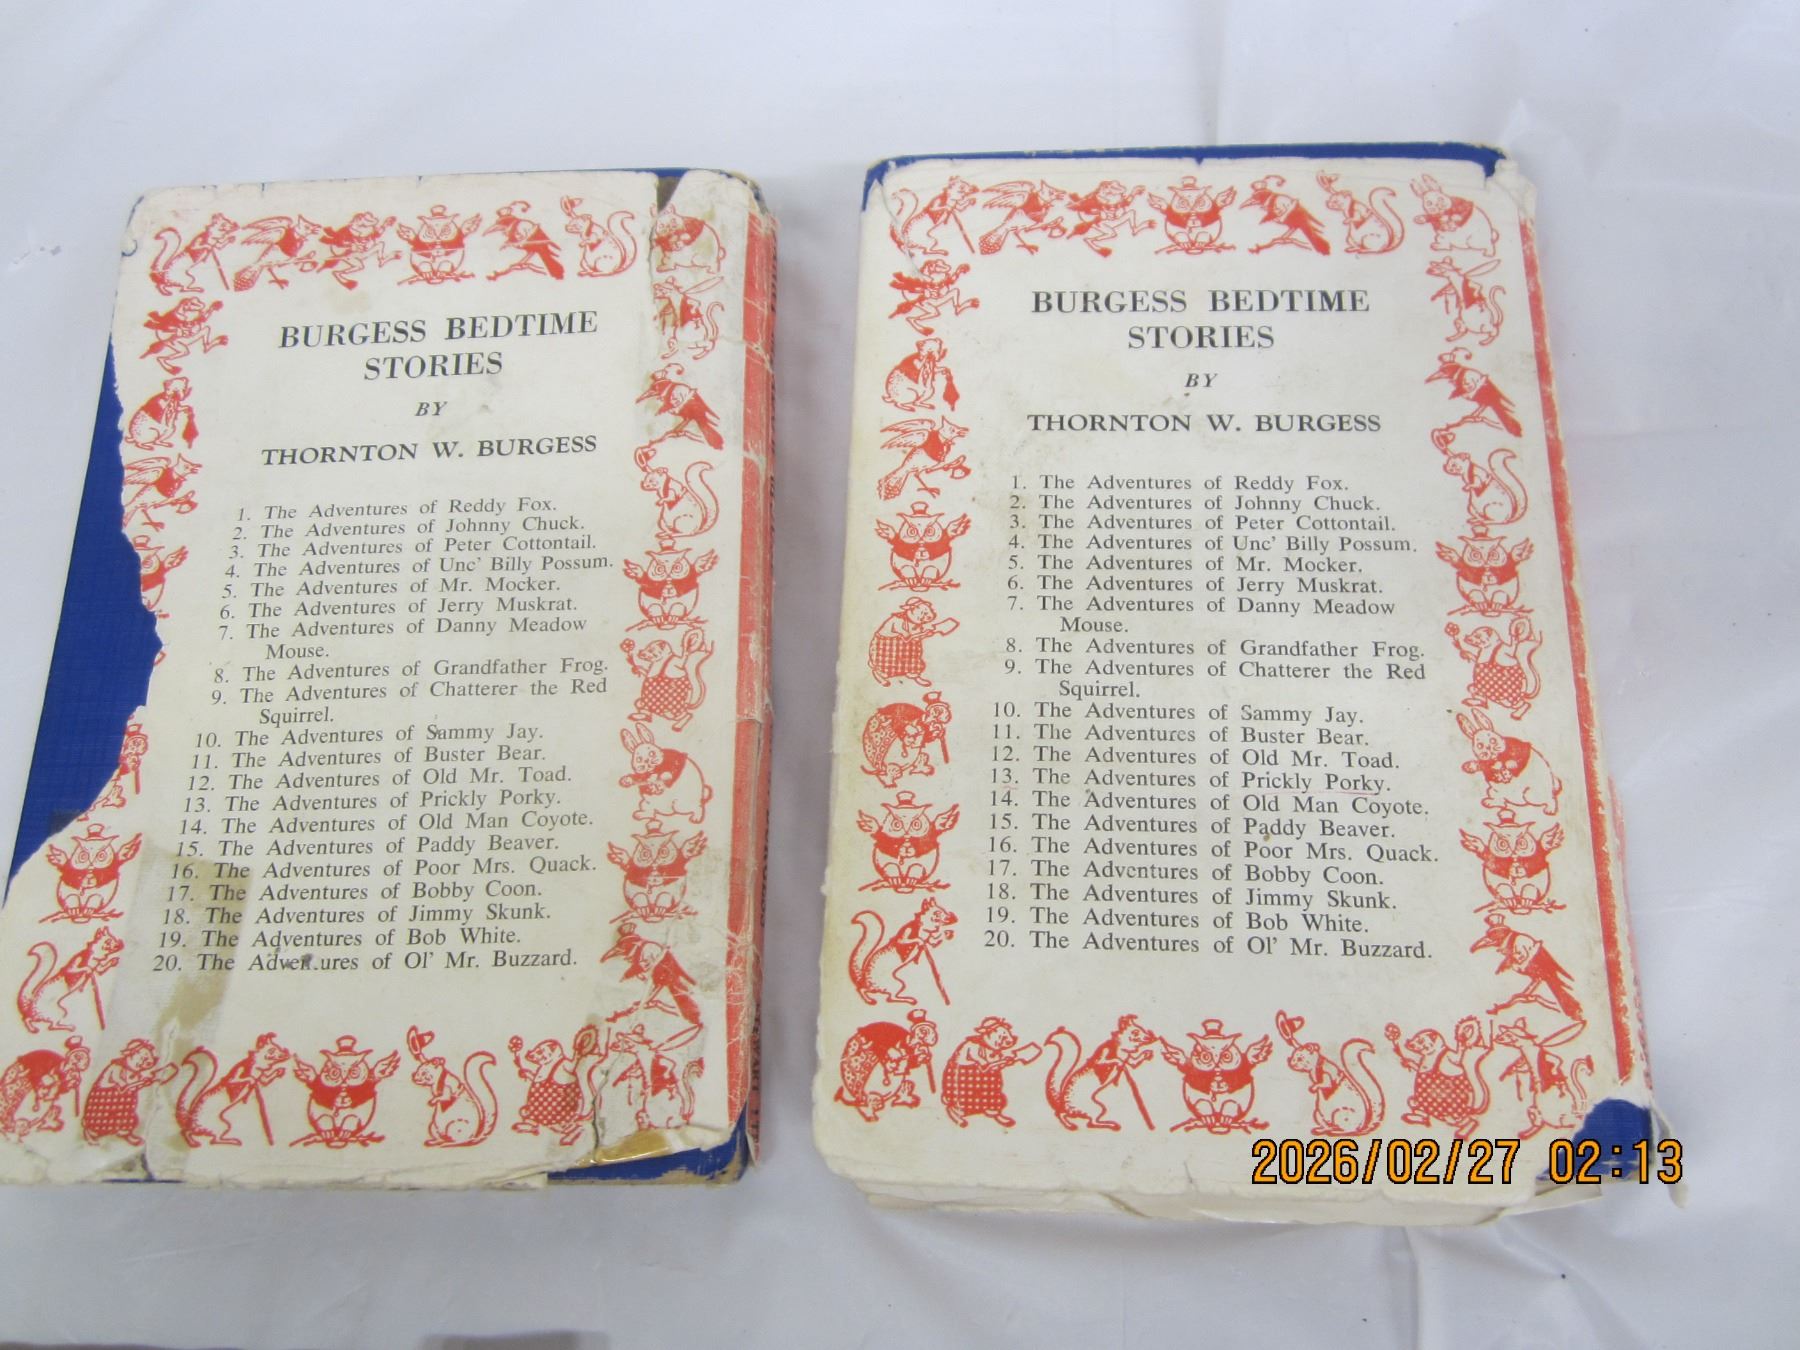 BURGESS BEDTIME
STORIES
BY
THORNTON W. BURGESS
1. The Adventures of Reddy Fox.
2. The Adventures of Johnny Chuck.
3. The Adventures of Peter Cottontail.
4. The Adventures of Unc' Billy Possum.
5. The Adventures of Mr. Mocker.
6. The Adventures of Jerry Muskrat.
7. The Adventures of Danny Meadow
Mouse.
8. The Adventures of Grandfather Frog.
9. The Adventures of Chatterer the Red
Squirrel.
10. The Adventures of Sammy Jay.
11. The Adventures of Buster Bear.
12. The Adventures of Old Mr. Toad.
13. The Adventures of Prickly Porky.
14. The Adventures of Old Man Coyote.
15. The Adventures of Paddy Beaver.
16. The Adventures of Poor Mrs. Quack.
17. The Adventures of Bobby Coon.
18. The Adventures of Jimmy Skunk.
19. The Adventures of Bob White.
20. The Adventures of Ol' Mr. Buzzard.
BURGESS BEDTIME
STORIES
BY
THORNTON W. BURGESS
1. The Adventures of Reddy Fox.
2. The Adventures of Johnny Chuck.
3. The Adventures of Peter Cottontail.
4. The Adventures of Unc' Billy Possum.
5. The Adventures of Mr. Mocker.
6. The Adventures of Jerry Muskrat.
7. The Adventures of Danny Meadow
Mouse.
8. The Adventures of Grandfather Frog.
9. The Adventures of Chatterer the Red
Squirrel.
10. The Adventures of Sammy Jay.
11. The Adventures of Buster Bear.
12. The Adventures of Old Mr. Toad.
13. The Adventures of Prickly Porky.
14. The Adventures of Old Man Coyote.
15. The Adventures of Paddy Beaver.
16. The Adventures of Poor Mrs. Quack.
17. The Adventures of Bobby Coon.
18. The Adventures of Jimmy Skunk.
19. The Adventures of Bob White.
20. The Adventures of Ol' Mr. Buzzard.
2026/02/27 02:13